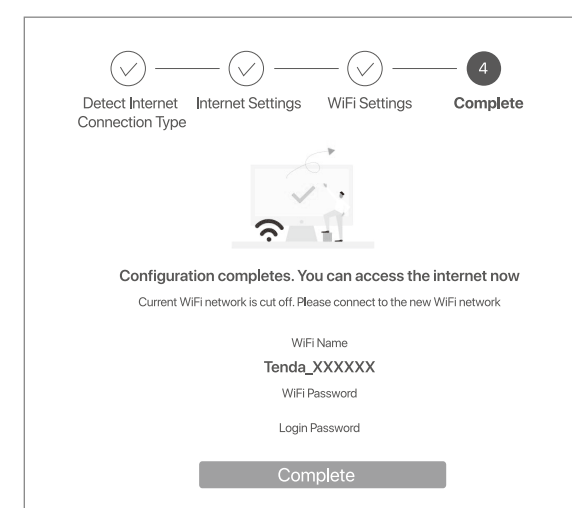 4
Detect Internet Connection Type
Internet Settings
WiFi Settings
Complete
Configuration completes. You can access the internet now
Current WiFi network is cut off. Please connect to the new WiFi network
WiFi Name
Tenda_XXXXXX
WiFi Password
Login Password
Complete